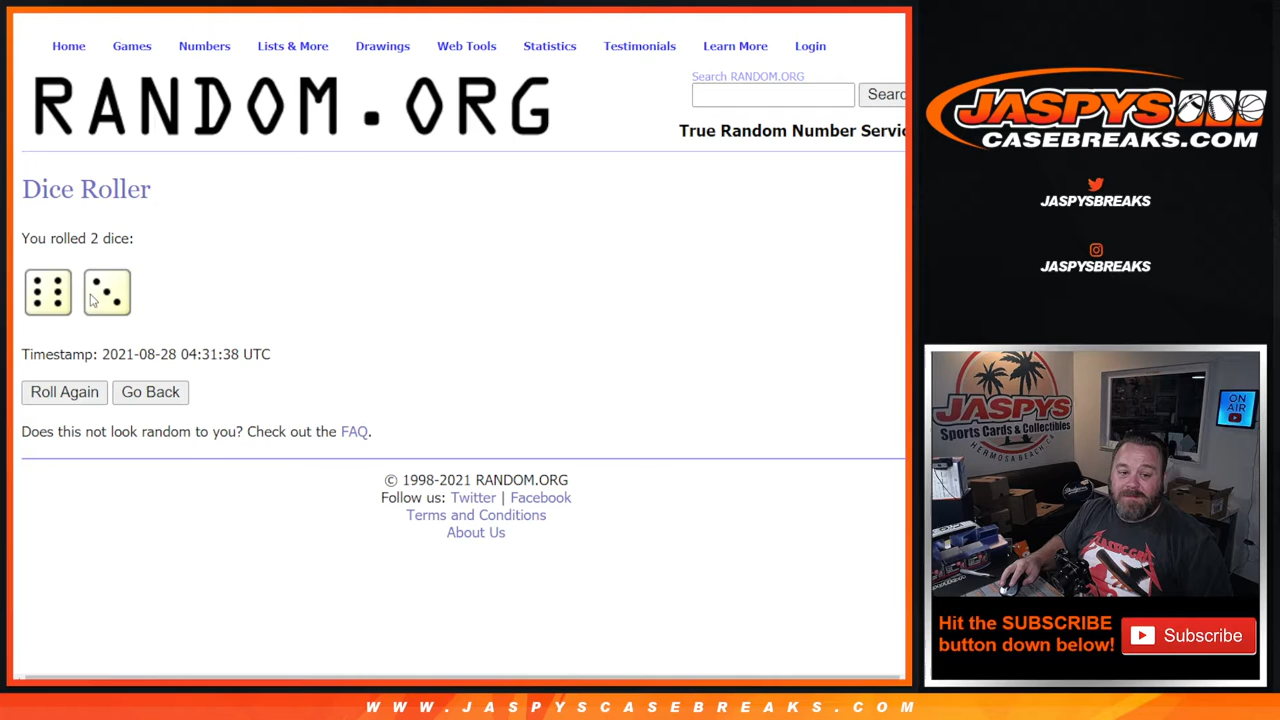 Home Games Numbers Lists & More Drawings Web Tools Statistics Testimonials Learn More Login
RANDOM.ORG
Search RANDOM.ORG
Searc
True Random Number Servic
Dice Roller
You rolled 2 dice:
Timestamp: 2021-08-28 04:31:38 UTC
Roll Again Go Back
Does this not look random to you? Check out the FAQ.
© 1998-2021 RANDOM.ORG
Follow us: Twitter | Facebook
Terms and Conditions
About Us
JASPYS
CASEBREAKS.COM
JASPYSBREAKS
JASPYSBREAKS
JASPYS
Sports Cards & Collectibles
HERMOSA BEACH, CA
ON
AIR
Hit the SUBSCRIBE
button down below!
Subscribe
WWW.JASPYSCASEBREAKS.COM